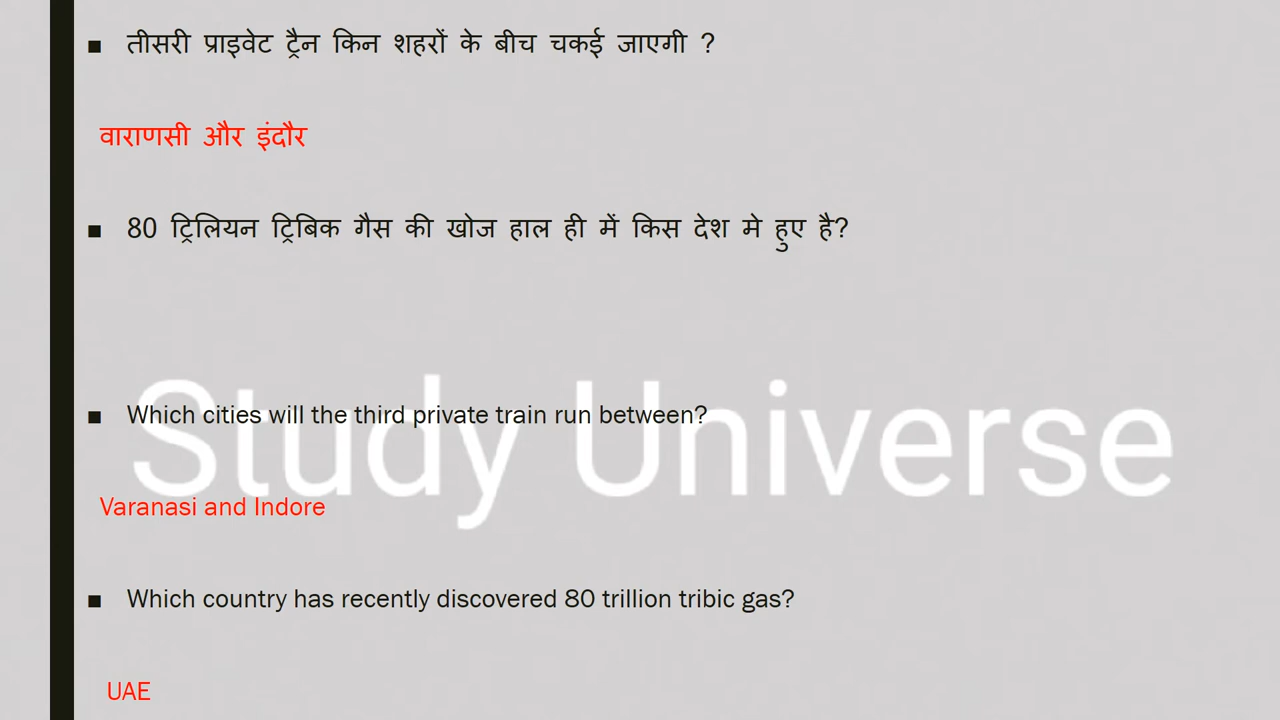 ▪ तीसरी प्राइवेट ट्रैन किन शहरों के बीच चकई जाएगी ?
वाराणसी और इंदौर
▪ 80 ट्रिलियन ट्रिबिक गैस की खोज हाल ही में किस देश मे हुए है?
Study Universe
▪ Which cities will the third private train run between?
Varanasi and Indore
▪ Which country has recently discovered 80 trillion tribic gas?
UAE